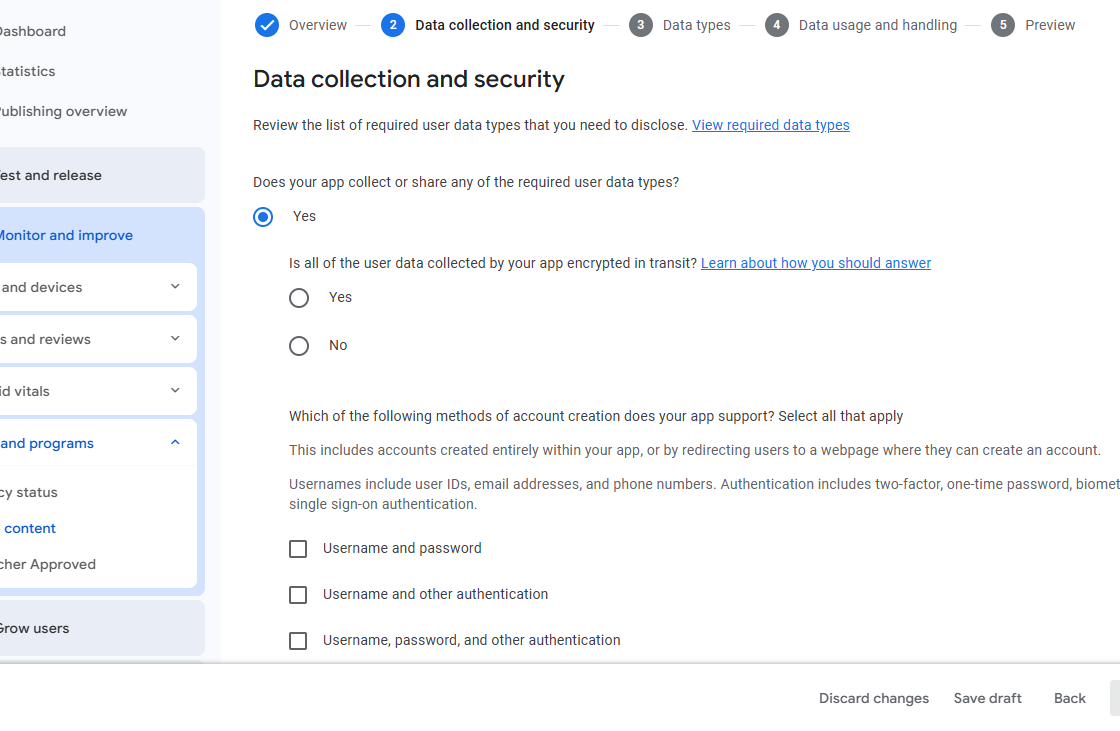 Overview
2 Data collection and security
3 Data types
4 Data usage and handling
5 Preview
Dashboard
Statistics
Publishing overview
Test and release
Monitor and improve
and devices
s and reviews
id vitals
and programs
cy status
content
cher Approved
Grow users
Data collection and security
Review the list of required user data types that you need to disclose. View required data types
Does your app collect or share any of the required user data types?
Yes
Is all of the user data collected by your app encrypted in transit? Learn about how you should answer
Yes
No
Which of the following methods of account creation does your app support? Select all that apply
This includes accounts created entirely within your app, or by redirecting users to a webpage where they can create an account.
Usernames include user IDs, email addresses, and phone numbers. Authentication includes two-factor, one-time password, biomet
single sign-on authentication.
Username and password
Username and other authentication
Username, password, and other authentication
Discard changes
Save draft
Back